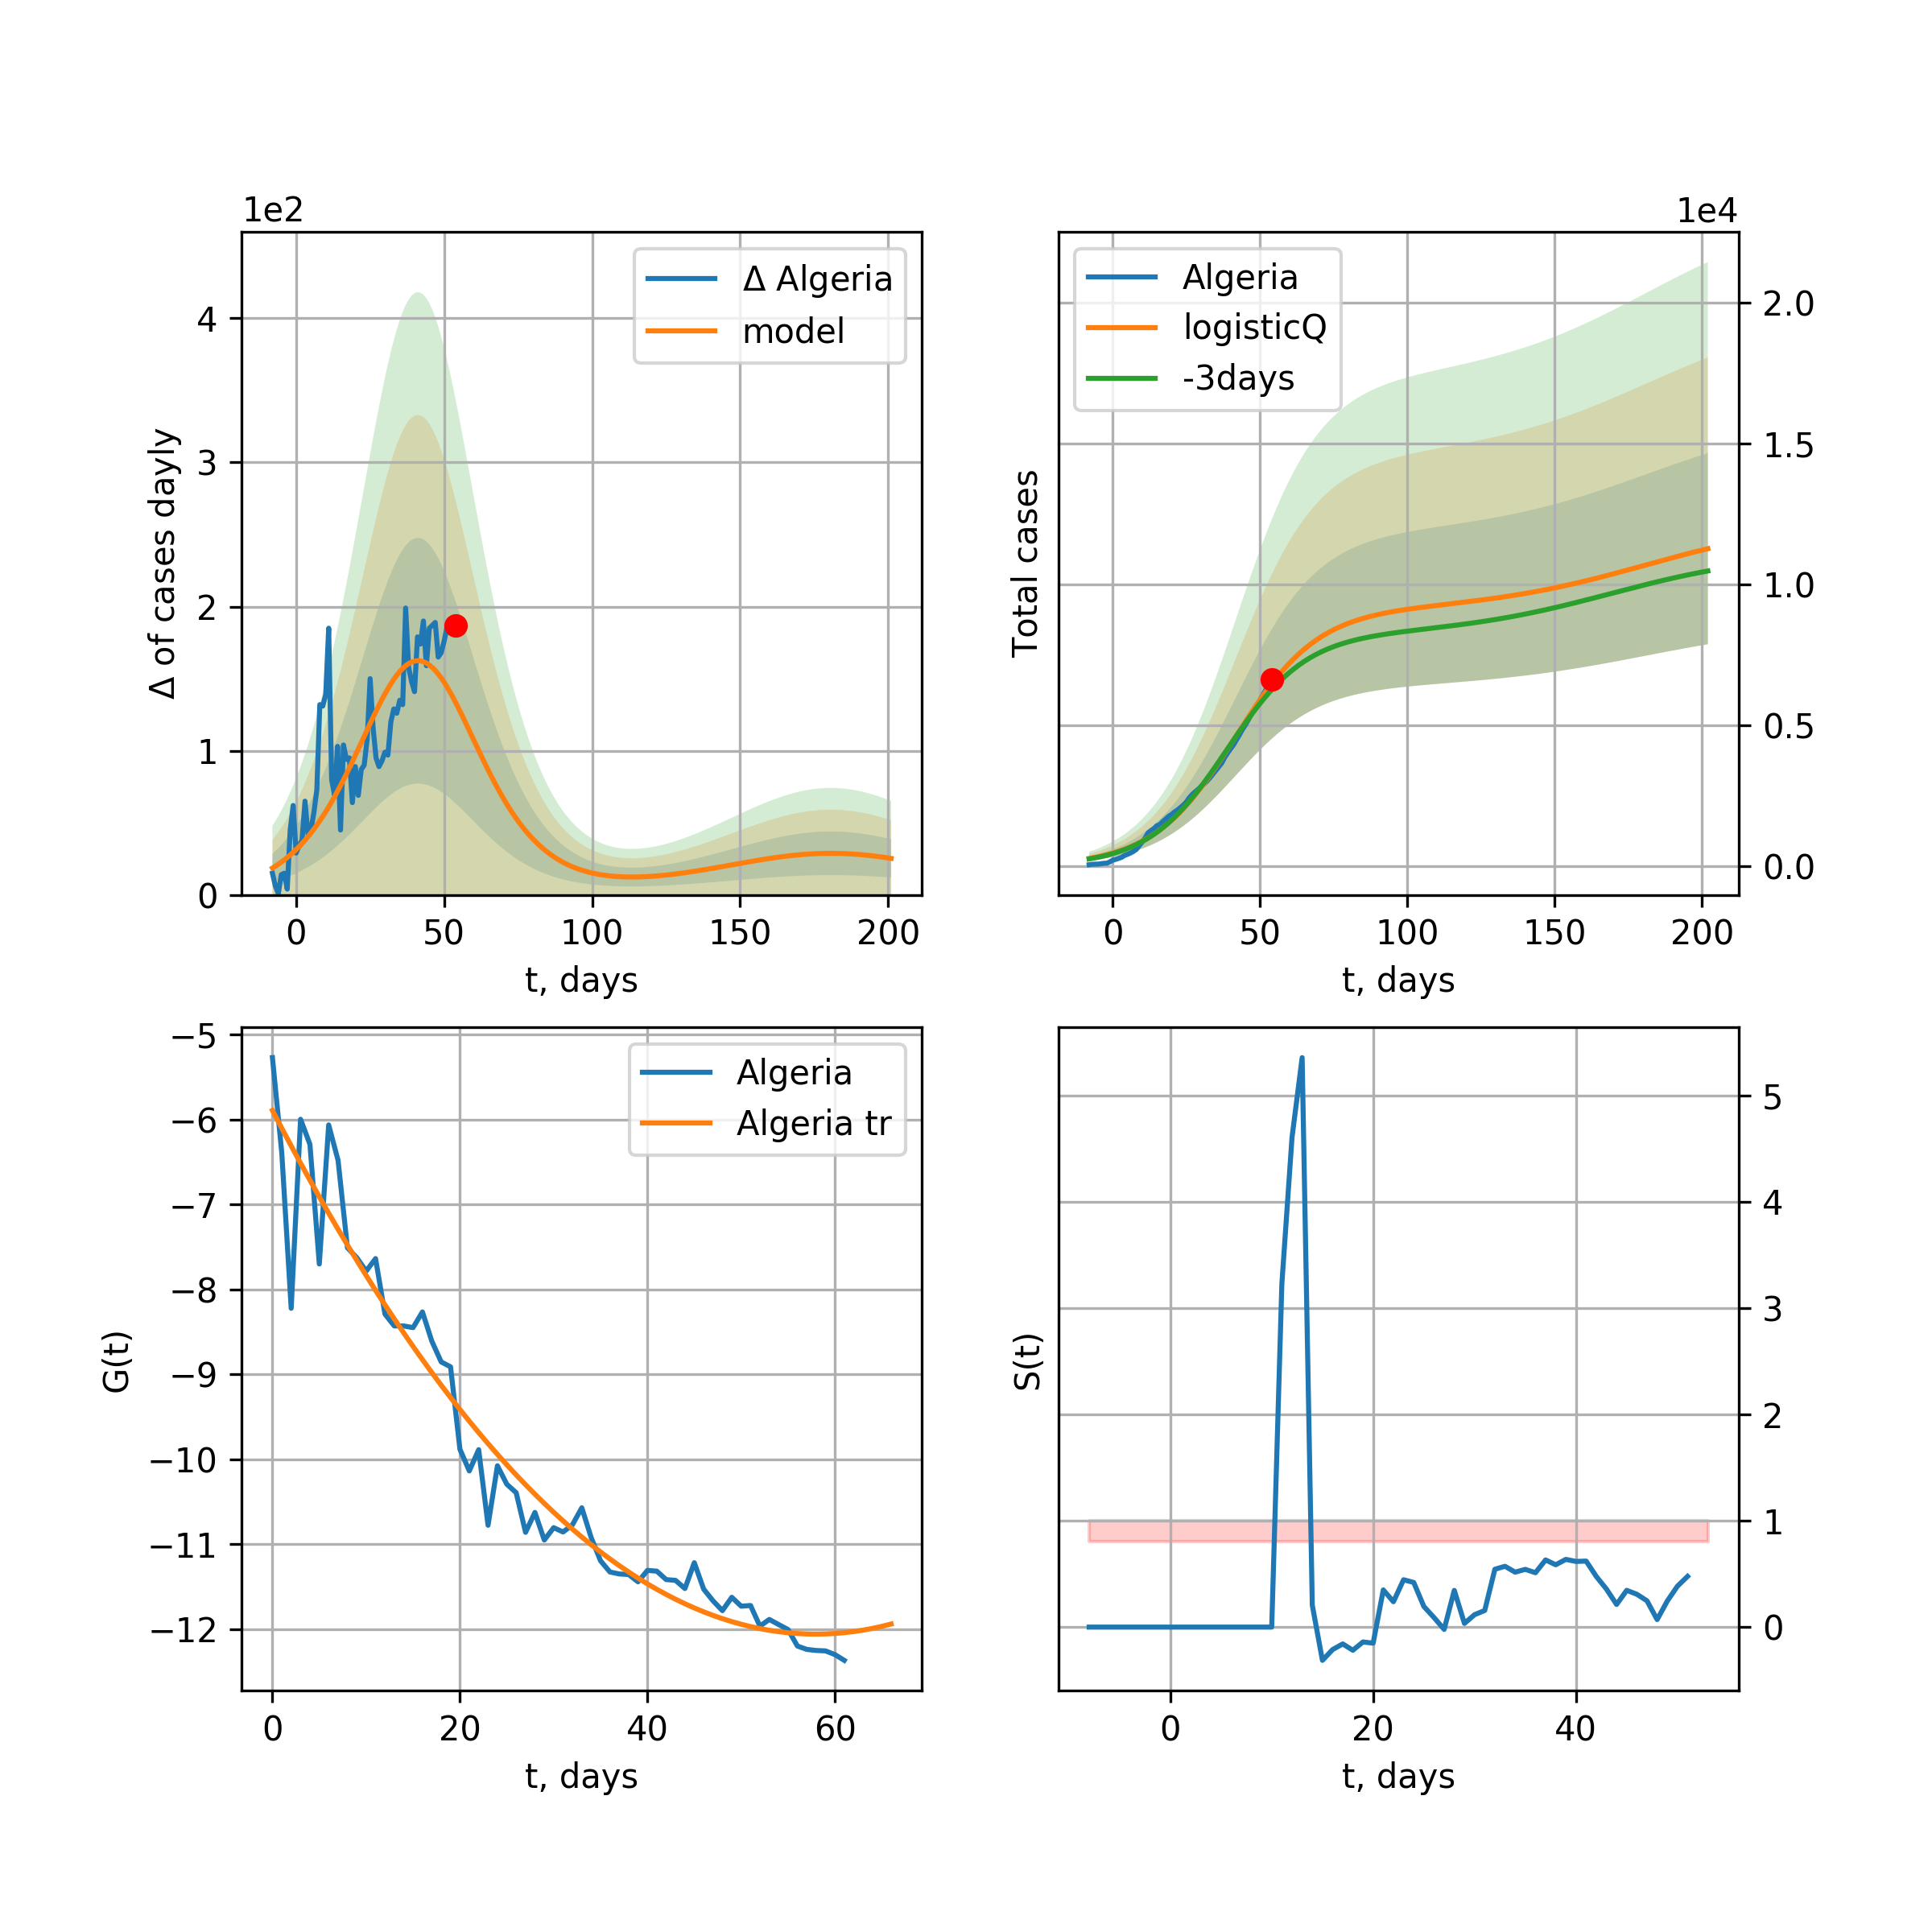 1e2
Δ of cases dayly
4
3
2
1
0
0 50 100 150 200
t, days
Δ Algeria
model
1e4
Total cases
2.0
1.5
1.0
0.5
0.0
0 50 100 150 200
t, days
Algeria
logisticQ
-3days
G(t)
−5
−6
−7
−8
−9
−10
−11
−12
0 20 40 60
t, days
Algeria
Algeria tr
S(t)
5
4
3
2
1
0
0 20 40
t, days